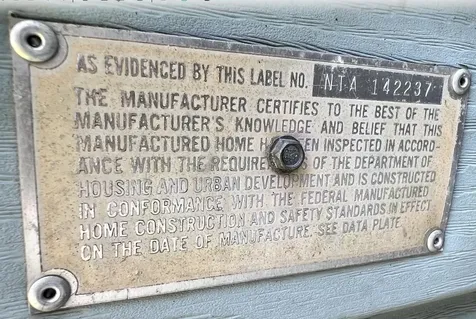 AS EVIDENCED BY THIS LABEL NO. NTA 142237
THE MANUFACTURER CERTIFIES TO THE BEST OF THE
MANUFACTURER'S KNOWLEDGE AND BELIEF THAT THIS
MANUFACTURED HOME H EN INSPECTED IN ACCORD-
ANCE WITH THE REQUIRE OF THE DEPARTMENT OF
HOUSING AND URBAN DEVELOPMENT AND IS CONSTRUCTED
IN CONFORMANCE WITH THE FEDERAL MANUFACTURED
HOME CONSTRUCTION AND SAFETY STANDARDS IN EFFECT
ON THE DATE OF MANUFACTURE. SEE DATA PLATE